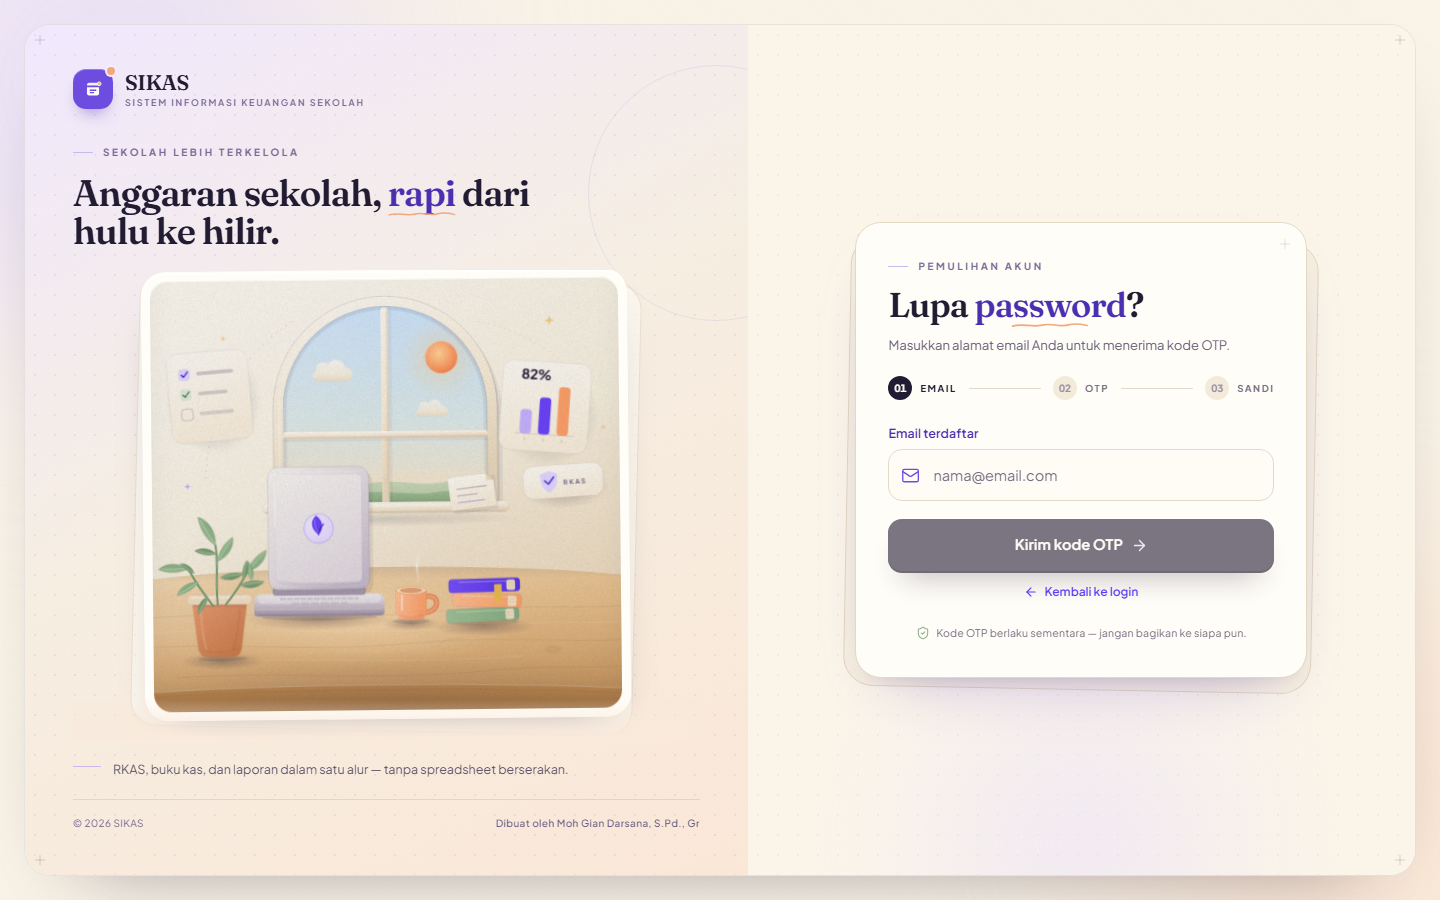 SIKAS
SISTEM INFORMASI KEUANGAN SEKOLAH
SEKOLAH LEBIH TERKELOLA
Anggaran sekolah, rapi dari
hulu ke hilir.
82%
RKAS
RKAS, buku kas, dan laporan dalam satu alur — tanpa spreadsheet berserakan.
© 2026 SIKAS
Dibuat oleh Moh Gian Darsana, S.Pd., Gr
PEMULIHAN AKUN
Lupa password?
Masukkan alamat email Anda untuk menerima kode OTP.
01 EMAIL 02 OTP 03 SANDI
Email terdaftar
nama@email.com
Kirim kode OTP →
← Kembali ke login
Kode OTP berlaku sementara — jangan bagikan ke siapa pun.